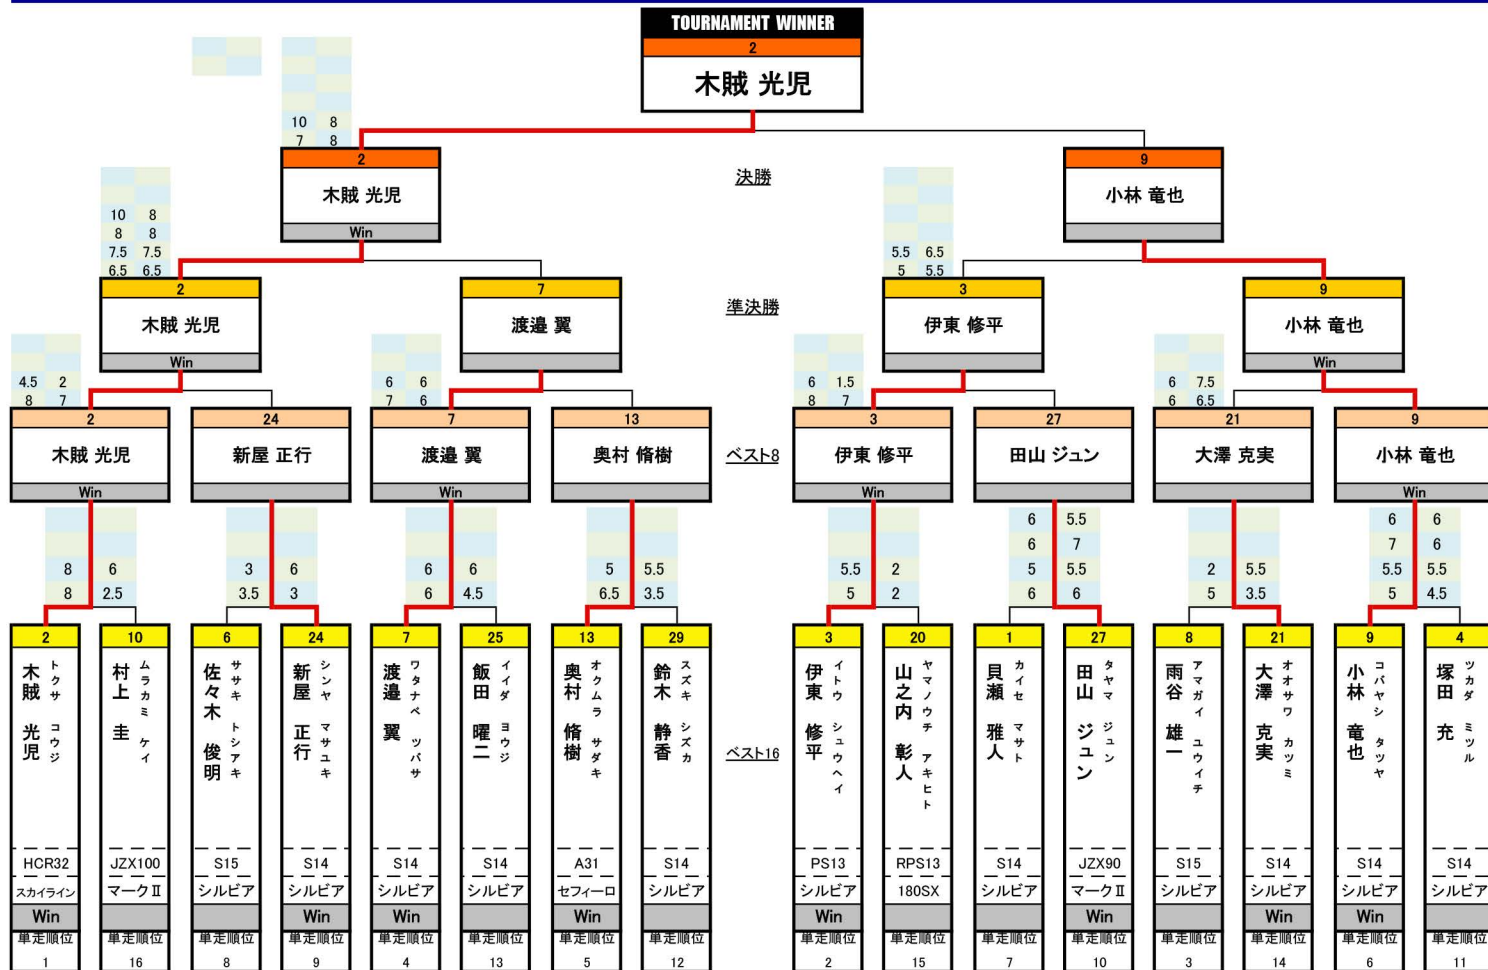 TOURNAMENT WINNER
2
木賊 光児
10 8
7 8
2
木賊 光児
Win
決勝
9
小林 竜也
10 8
8 8
7.5 7.5
6.5 6.5
5.5 6.5
5 5.5
2
木賊 光児
Win
7
渡邉 翼
準決勝
3
伊東 修平
9
小林 竜也
Win
4.5 2
8 7
6 6
7 6
6 1.5
8 7
6 7.5
6 6.5
2
木賊 光児
Win
24
新屋 正行
7
渡邉 翼
13
奥村 脩樹
ベスト8
3
伊東 修平
Win
27
田山 ジュン
21
大澤 克実
9
小林 竜也
Win
8 6
8 2.5
3 6
3.5 3
6 6
6 4.5
5 5.5
6.5 3.5
5.5 2
5 2
6 5.5
6 7
5 5.5
6 6
2 5.5
5 3.5
6 6
7 6
5.5 5.5
5 4.5
ベスト16
2
木賊 光児
トクサ コウジ
HCR32
スカイライン
Win
単走順位
1
10
村上 圭
ムラカミ ケイ
JZX100
マークⅡ
単走順位
16
6
佐々木 俊明
ササキ トシアキ
S15
シルビア
単走順位
8
24
新屋 正行
シンヤ マサユキ
S14
シルビア
Win
単走順位
9
7
渡邉 翼
ワタナベ ツバサ
S14
シルビア
Win
単走順位
4
25
飯田 曜二
イイダ ヨウジ
S14
シルビア
単走順位
13
13
奥村 脩樹
オクムラ サダキ
A31
セフィーロ
Win
単走順位
5
29
鈴木 静香
スズキ シズカ
S14
シルビア
単走順位
12
3
伊東 修平
イトウ シュウヘイ
PS13
シルビア
Win
単走順位
2
20
山之内 彰人
ヤマノウチ アキヒト
RPS13
180SX
単走順位
15
1
貝瀬 雅人
カイセ マサト
S14
シルビア
単走順位
7
27
田山 ジュン
タヤマ ジュン
JZX90
マークⅡ
Win
単走順位
10
8
雨谷 雄一
アマガイ ユウイチ
S15
シルビア
単走順位
3
21
大澤 克実
オオサワ カツミ
S14
シルビア
Win
単走順位
14
9
小林 竜也
コバヤシ タツヤ
S14
シルビア
Win
単走順位
6
4
塚田 充
ツカダ ミツル
S14
シルビア
単走順位
11